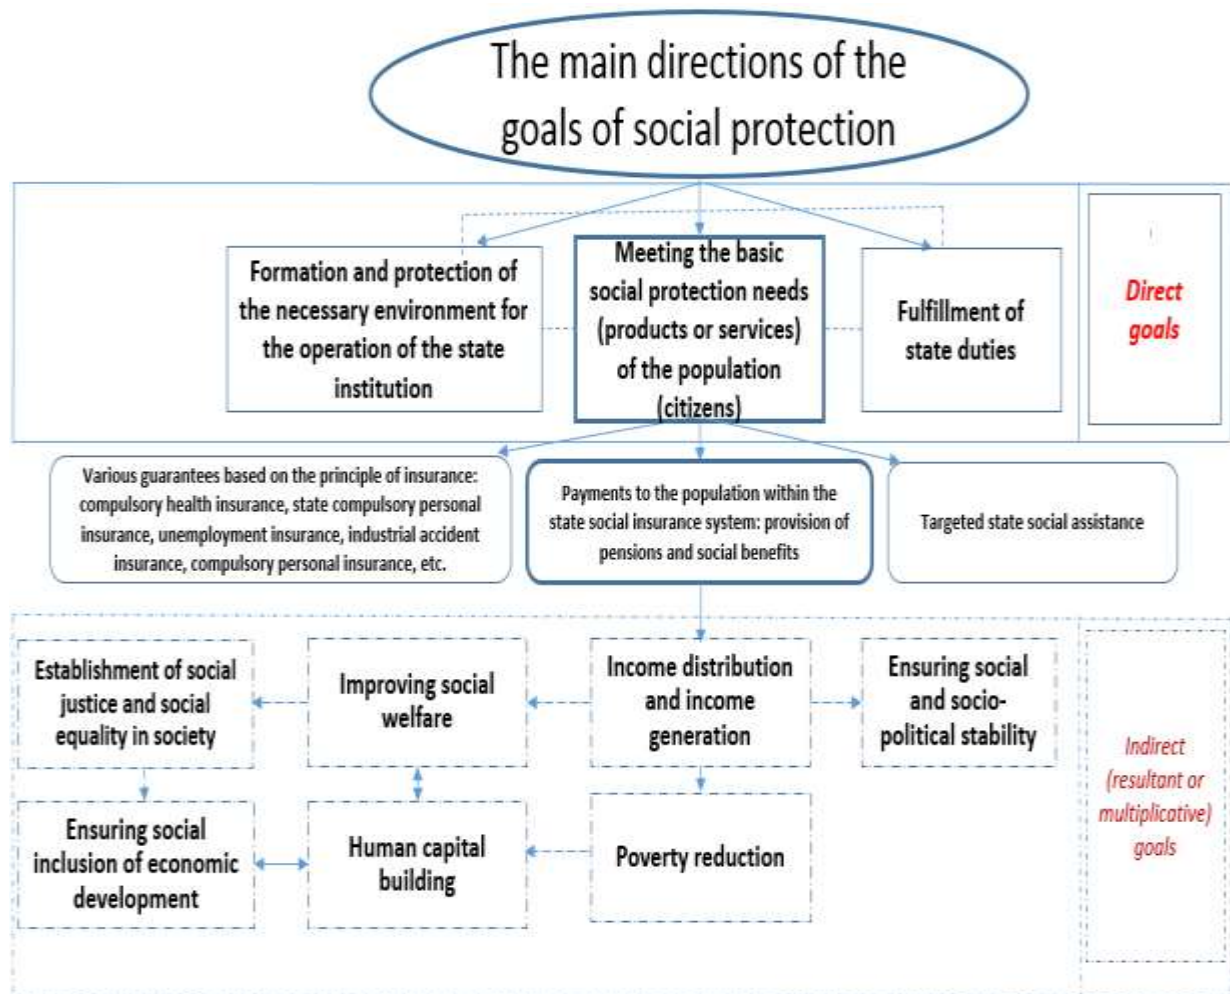 The main directions of the
goals of social protection
Formation and protection of
the necessary environment for
the operation of the state
institution
Meeting the basic
social protection needs
(products or services)
of the population
(citizens)
Fulfillment of
state duties
Direct
goals
Various guarantees based on the principle of insurance:
compulsory health insurance, state compulsory personal
insurance, unemployment insurance, industrial accident
insurance, compulsory personal insurance, etc.
Payments to the population within the
state social insurance system: provision of
pensions and social benefits
Targeted state social assistance
Establishment of social
justice and social
equality in society
Improving social
welfare
Income distribution
and income
generation
Ensuring social
and socio-
political stability
Ensuring social
inclusion of economic
development
Human capital
building
Poverty reduction
Indirect
(resultant or
multiplicative)
goals